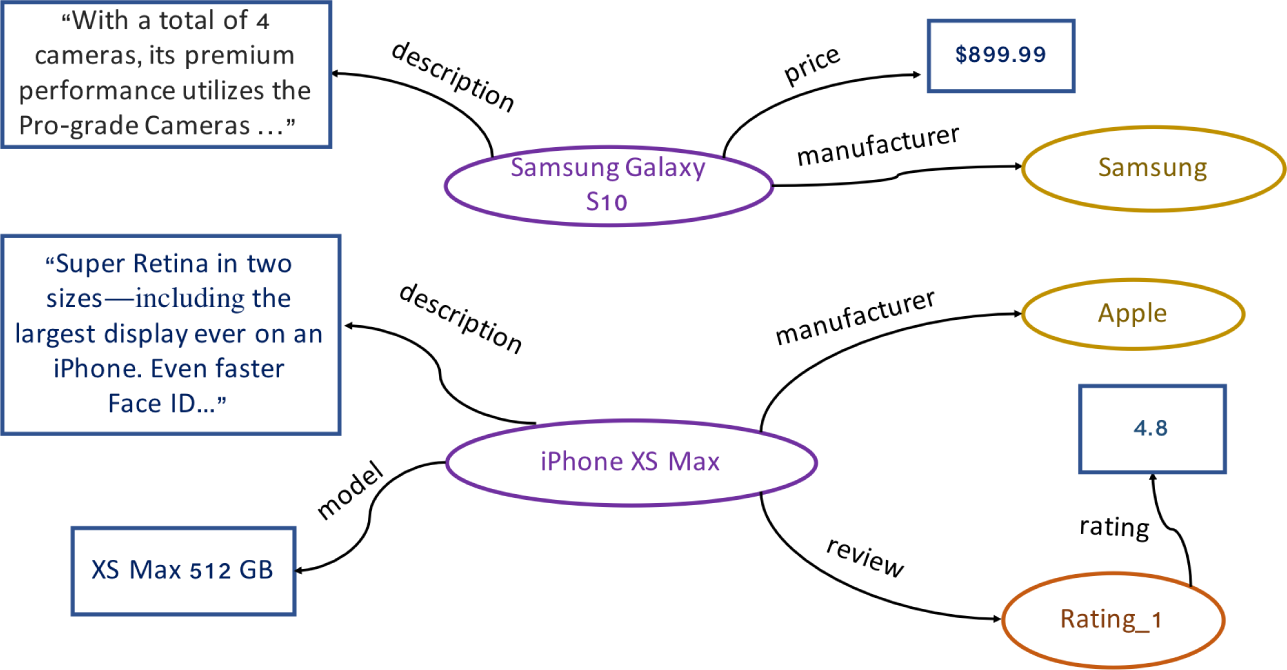 “With a total of 4
cameras, its premium
performance utilizes the
Pro-grade Cameras ...”
description
price
$899.99
manufacturer
Samsung Galaxy
S10
Samsung
“Super Retina in two
sizes—including the
largest display ever on an
iPhone. Even faster
Face ID...”
description
manufacturer
Apple
4.8
iPhone XS Max
model
rating
review
XS Max 512 GB
Rating_1